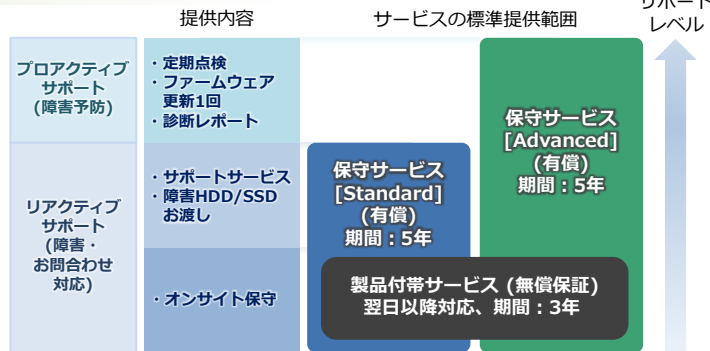 提供内容
サービスの標準提供範囲
サポート
レベル
プロアクティブ
サポート
(障害予防)
・定期点検
・ファームウェア
更新1回
・診断レポート
リアクティブ
サポート
(障害・
お問合わせ
対応)
・サポートサービス
・障害HDD/SSD
お渡し
・オンサイト保守
保守サービス
[Standard]
(有償)
期間：5年
保守サービス
[Advanced]
(有償)
期間：5年
製品付帯サービス (無償保証)
翌日以降対応、期間：3年